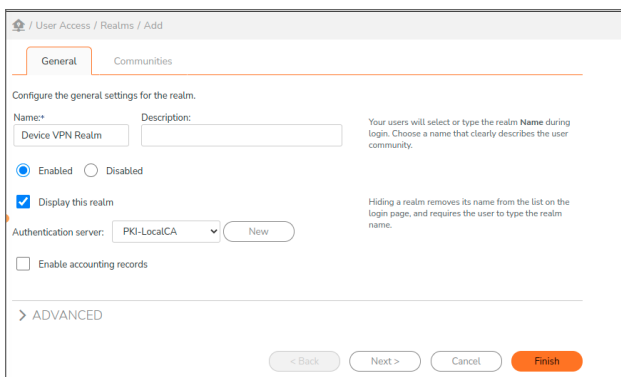 / User Access / Realms / Add
General
Communities
Configure the general settings for the realm.
Name:*
Description:
Device VPN Realm
Your users will select or type the realm Name during
login. Choose a name that clearly describes the user
community.
Enabled
Disabled
Display this realm
Hiding a realm removes its name from the list on the
login page, and requires the user to type the realm
name.
Authentication server:
PKI-LocalCA
New
Enable accounting records
ADVANCED
< Back
Next >
Cancel
Finish